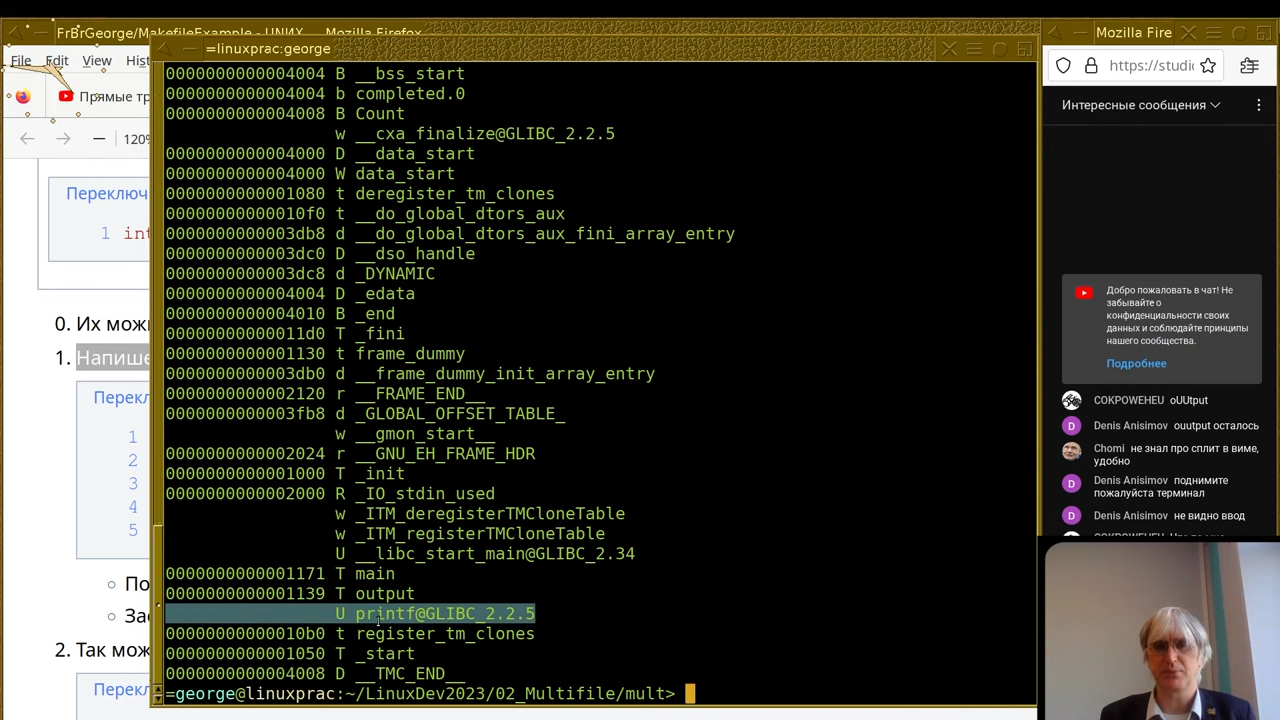 FrBrGeorge/MakefileExample - UNИX — Mozilla Firefox
Mozilla Fire
=linuxprac:george
File Edit View Hist
https://studi
Прямые тр
120%
Интересные сообщения
0000000000004004 B __bss_start
0000000000004004 b completed.0
0000000000004008 B Count
w __cxa_finalize@GLIBC_2.2.5
0000000000004000 D __data_start
0000000000004000 W data_start
0000000000001080 t deregister_tm_clones
00000000000010f0 t __do_global_dtors_aux
0000000000003db8 d __do_global_dtors_aux_fini_array_entry
0000000000003dc0 D __dso_handle
0000000000003dc8 d _DYNAMIC
0000000000004004 D _edata
0000000000004010 B _end
00000000000011d0 T _fini
0000000000001130 t frame_dummy
0000000000003db0 d __frame_dummy_init_array_entry
0000000000002120 r __FRAME_END__
0000000000003fb8 d _GLOBAL_OFFSET_TABLE_
w __gmon_start__
0000000000002024 r __GNU_EH_FRAME_HDR
0000000000001000 T _init
0000000000002000 R _IO_stdin_used
w _ITM_deregisterTMCloneTable
w _ITM_registerTMCloneTable
U __libc_start_main@GLIBC_2.34
0000000000001171 T main
0000000000001139 T output
U printf@GLIBC_2.2.5
00000000000010b0 t register_tm_clones
0000000000001050 T _start
0000000000004008 D __TMC_END__
=george@linuxprac:~/LinuxDev2023/02_Multifile/mult>
Переключ
1 int
0. Их можн
1. Напише
Перекл
1
2
3
4
5
По
Зас
2. Так мож
Перекл
Добро пожаловать в чат! Не
забывайте о
конфиденциальности своих
данных и соблюдайте принципы
нашего сообщества.
Подробнее
COKPOWEHEU oUUtput
Denis Anisimov ouutput осталось
Chomi не знал про сплит в виме,
удобно
Denis Anisimov поднимите
пожалуйста терминал
Denis Anisimov не видно ввод